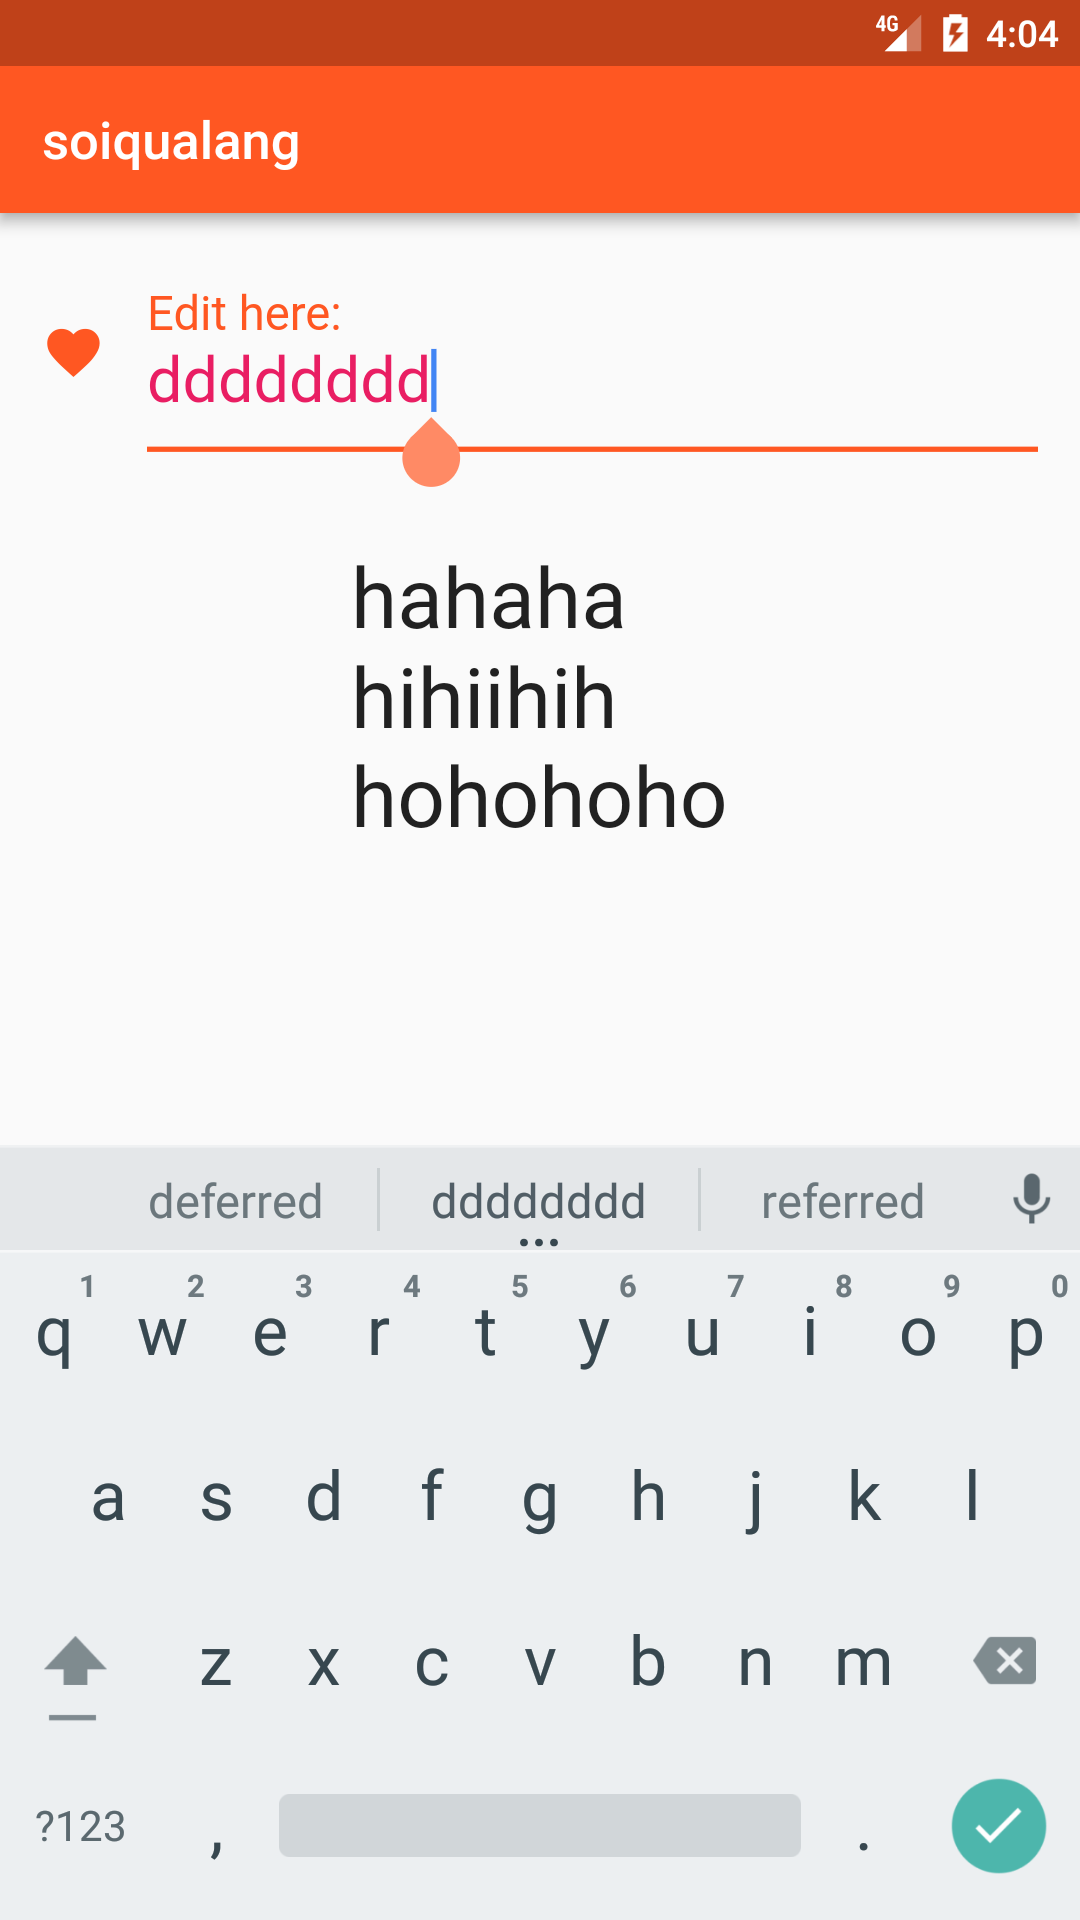 4G 4:04
soiqualang
Edit here:
dddddddd
hahaha
hihiihih
hohohoho
deferred dddddddd referred
1 2 3 4 5 6 7 8 9 0
q w e r t y u i o p
a s d f g h j k l
z x c v b n m
?123 , .